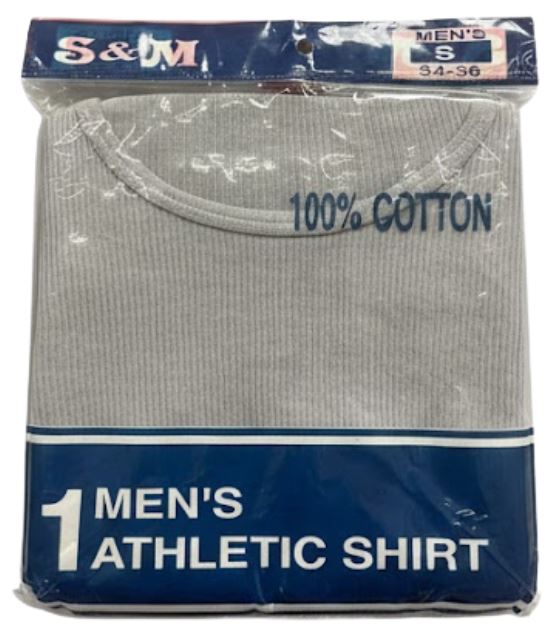 S & M
MEN'S
S
34-36
100% COTTON
1 MEN'S
ATHLETIC SHIRT